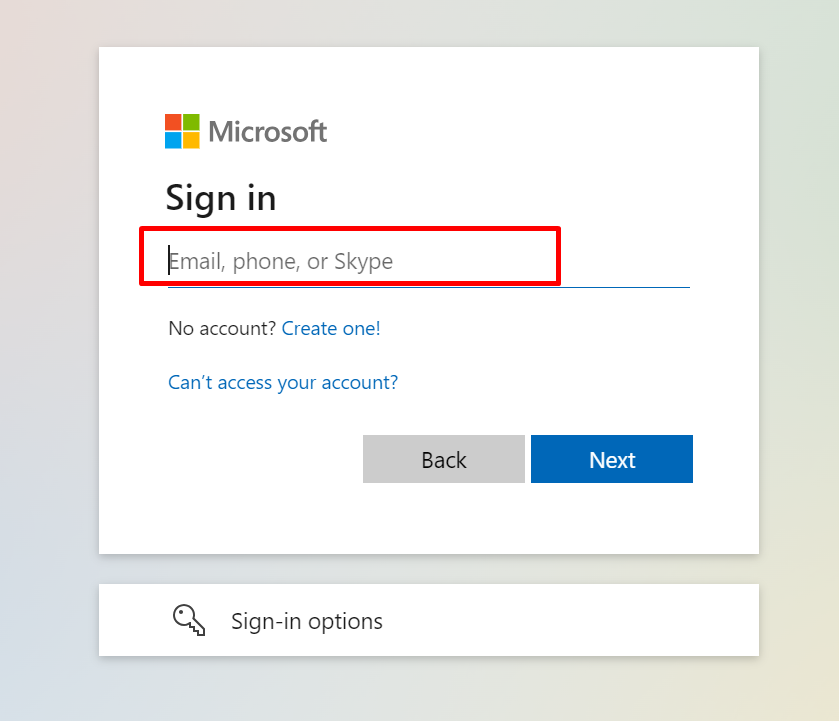 Microsoft
Sign in
Email, phone, or Skype
No account? Create one!
Can't access your account?
Back Next
Sign-in options